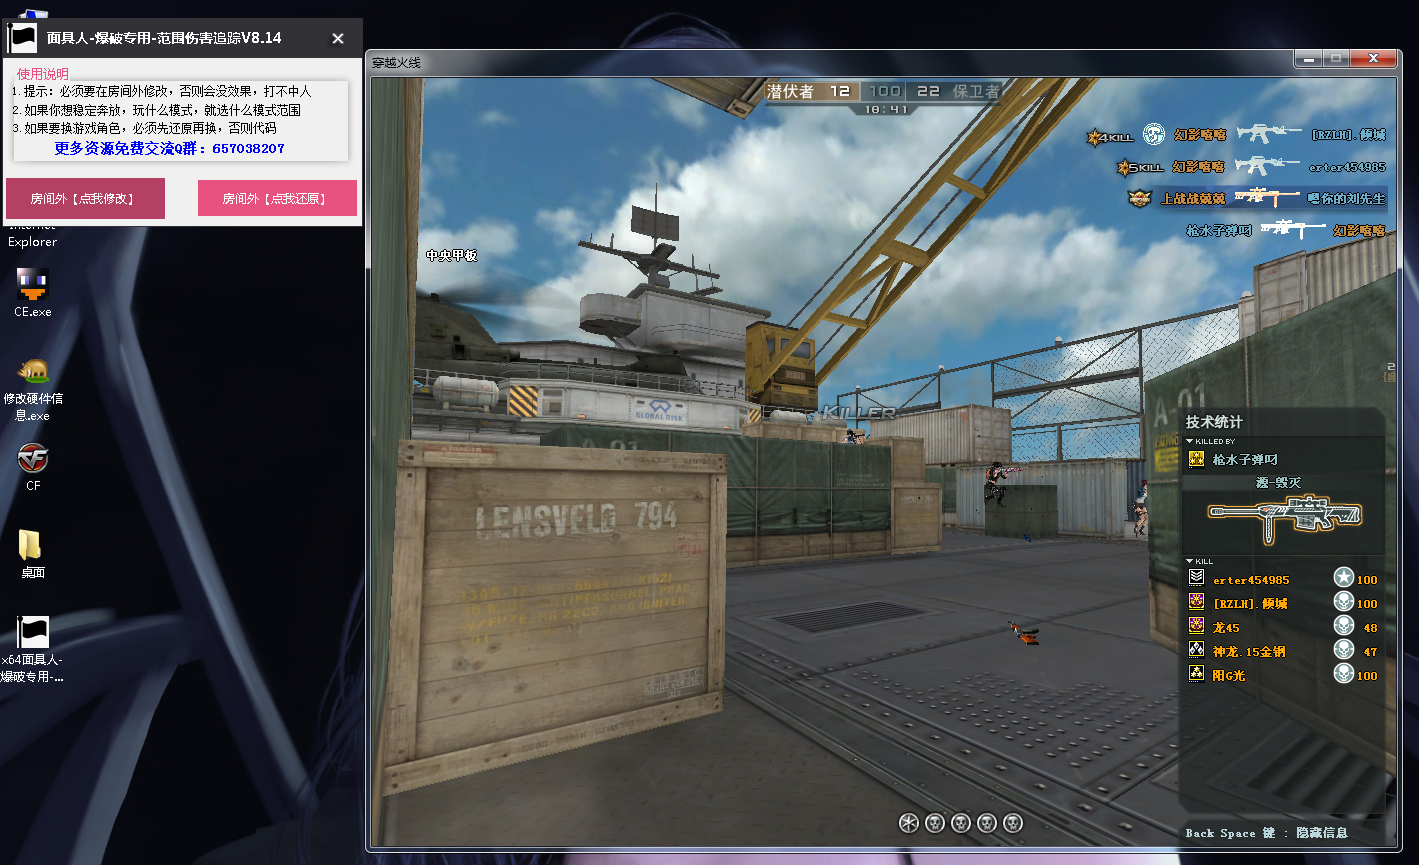 面具人-爆破专用-范围伤害追踪V8.14
使用说明
1. 提示：必须要在房间外修改，否则会没效果，打不中人
2. 如果你想稳定奔放，玩什么模式，就选什么模式范围
3. 如果要换游戏角色，必须先还原再换，否则代码
更多资源免费交流Q群：657038207
房间外【点我修改】
房间外【点我还原】
Explorer
CE.exe
修改硬件信
息.exe
CF
桌面
x64面具人-
爆破专用-...
穿越火线
潜伏者 12 100 22 保卫者
18:41
4KILL 幻影嘻嘻 [RZLH].倾城
5KILL 幻影嘻嘻 erter454985
上战战兢兢 喂你的刘先生
枪水子弹叼 幻影嘻嘻
中央甲板
GLOBAL RISK
KILLER
A-01
A-01
LENSVELD 794
技术统计
KILLED BY
枪水子弹叼
源-毁灭
KILL
erter454985 100
[RZLH].倾城 100
龙45 48
神龙.15金钢 47
阳G光 100
Back Space 键 : 隐藏信息